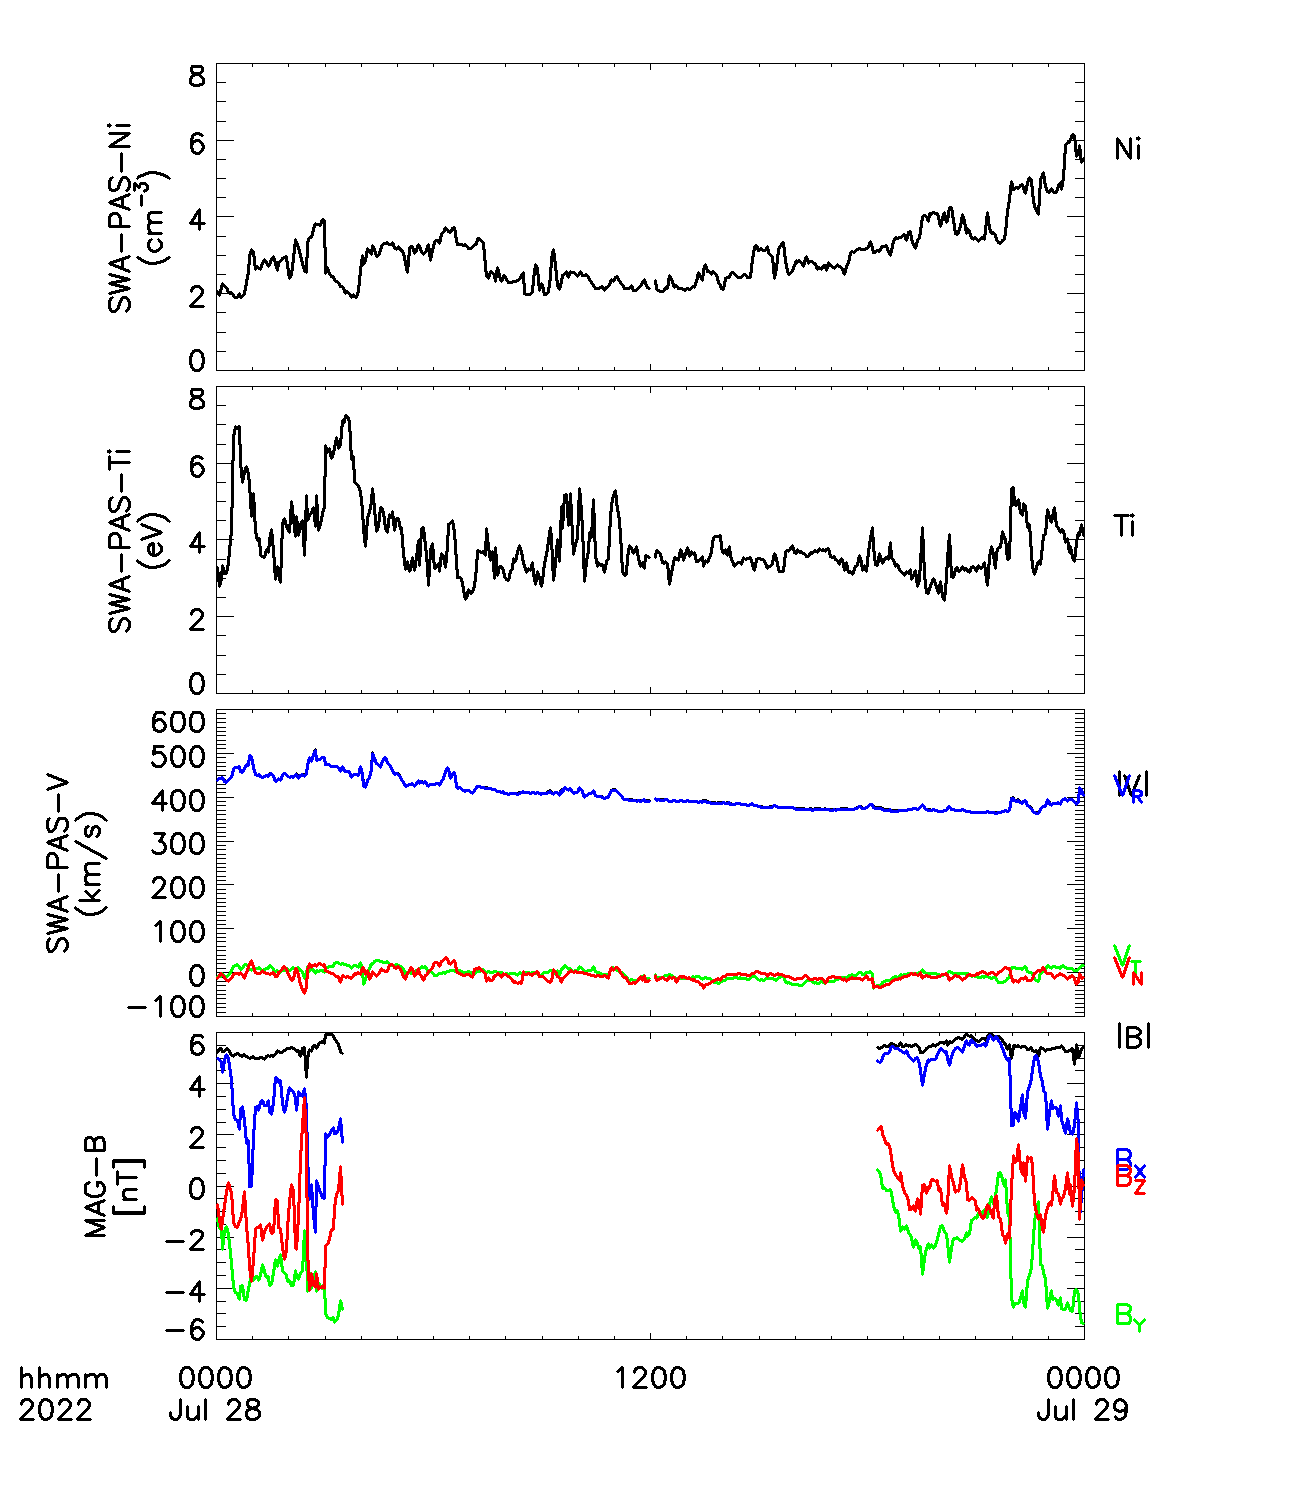 SWA-PAS-Ni
(cm⁻³)
8
6
4
2
0
Ni
SWA-PAS-Ti
(eV)
8
6
4
2
0
Ti
SWA-PAS-V
(km/s)
600
500
400
300
200
100
0
-100
|V|
V_R
V_T
V_N
MAG-B
[nT]
6
4
2
0
-2
-4
-6
|B|
B_X
B_Z
B_Y
hhmm 0000 1200 0000
2022 Jul 28 Jul 29